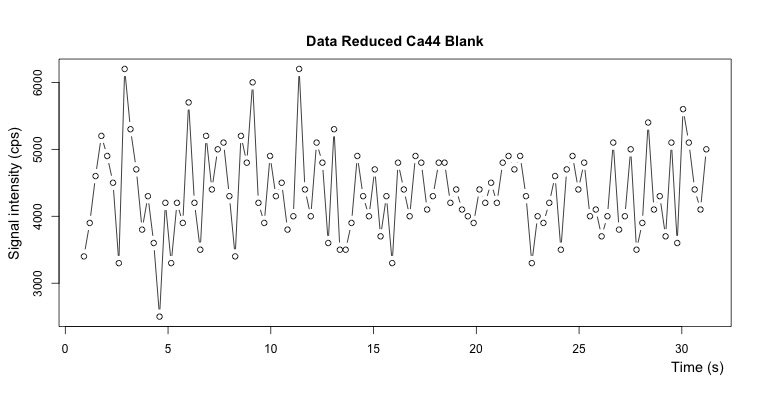 Data Reduced Ca44 Blank
Signal intensity (cps)
6000
5000
4000
3000
0 5 10 15 20 25 30
Time (s)